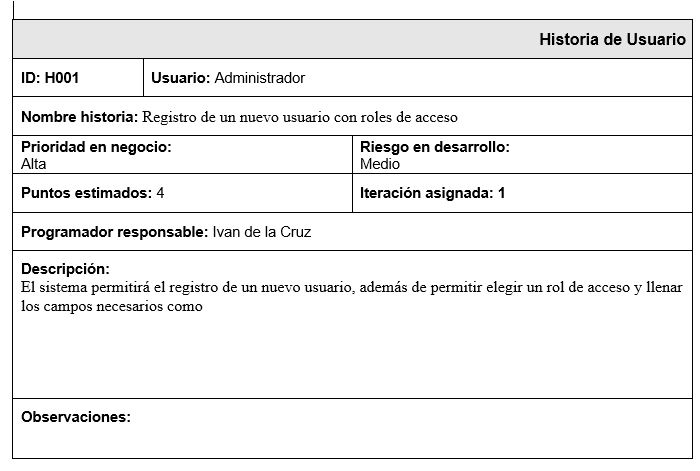 Historia de Usuario
ID: H001 Usuario: Administrador
Nombre historia: Registro de un nuevo usuario con roles de acceso
Prioridad en negocio:
Alta
Riesgo en desarrollo:
Medio
Puntos estimados: 4 Iteración asignada: 1
Programador responsable: Ivan de la Cruz
Descripción:
El sistema permitirá el registro de un nuevo usuario, además de permitir elegir un rol de acceso y llenar
los campos necesarios como
Observaciones: